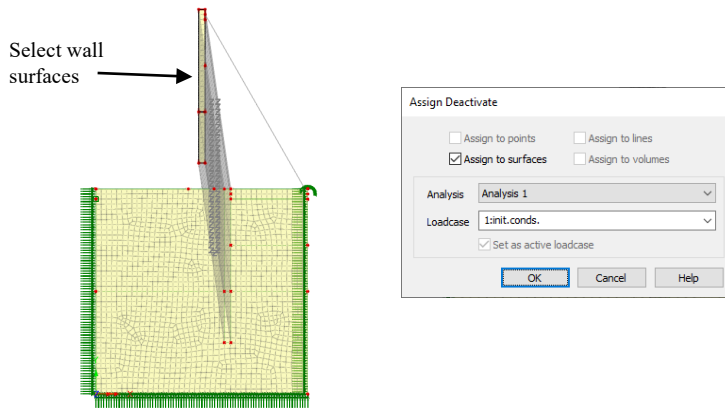 Select wall
surfaces
Assign Deactivate
Assign to points
Assign to lines
Assign to surfaces
Assign to volumes
Analysis
Analysis 1
Loadcase
1:init.conds.
Set as active loadcase
OK
Cancel
Help